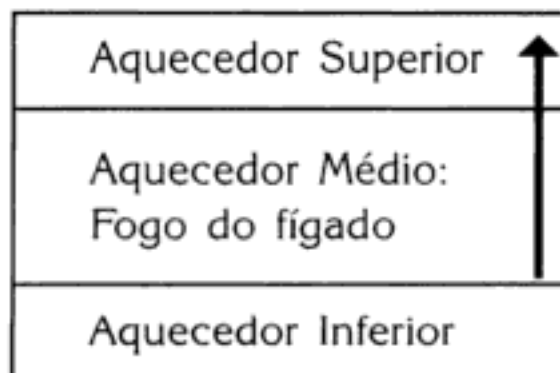 Aquecedor Superior
Aquecedor Médio:
Fogo do fígado
Aquecedor Inferior